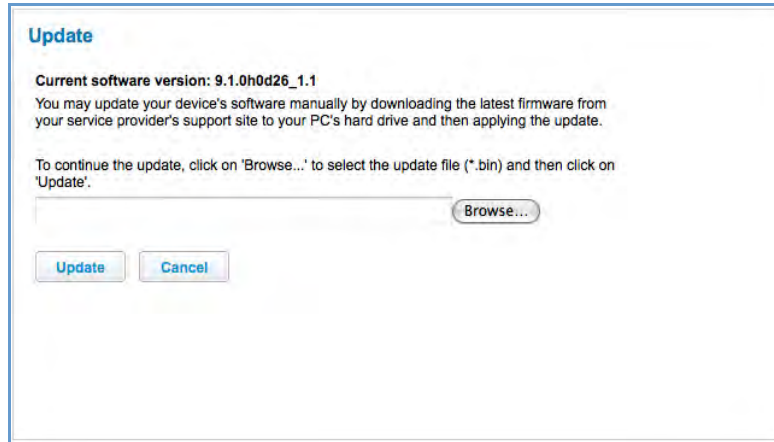 Update
Current software version: 9.1.0h0d26_1.1
You may update your device's software manually by downloading the latest firmware from
your service provider's support site to your PC's hard drive and then applying the update.
To continue the update, click on 'Browse...' to select the update file (*.bin) and then click on
'Update'.
Browse...
Update Cancel